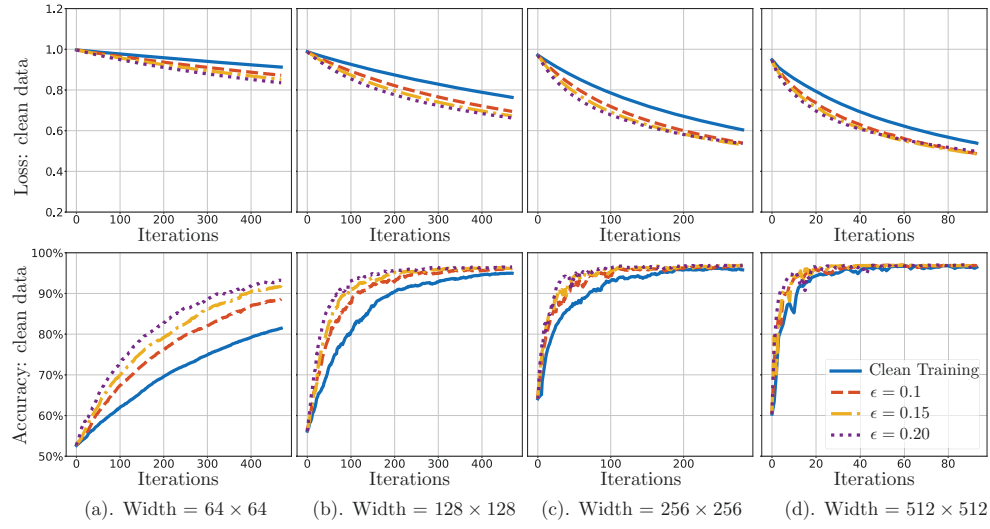 1.2
1.0
0.8
0.6
0.4
0.2
Loss: clean data
0 100 200 300 400
Iterations
0 100 200 300 400
Iterations
0 200
Iterations
0 20 40 60 80
Iterations
100%
90%
80%
70%
60%
50%
Accuracy: clean data
0 100 200 300 400
Iterations
0 100 200 300 400
Iterations
0 200
Iterations
0 20 40 60 80
Iterations
Clean Training
ϵ = 0.1
ϵ = 0.15
ϵ = 0.20
(a). Width = 64 × 64
(b). Width = 128 × 128
(c). Width = 256 × 256
(d). Width = 512 × 512